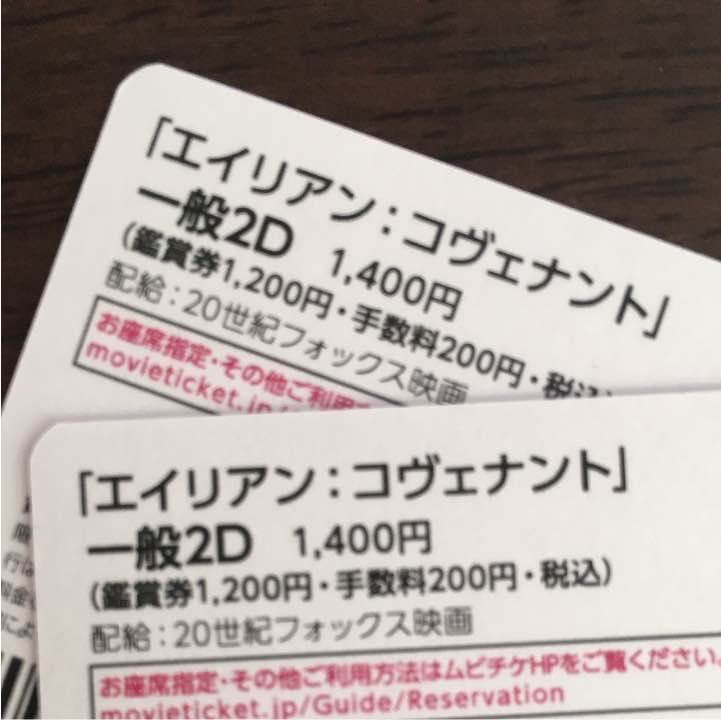 「エイリアン：コヴェナント」
一般2D 1,400円
(鑑賞券1,200円・手数料200円・税込)
配給：20世紀フォックス映画
お座席指定・その他ご利用
movieticket.jp/
「エイリアン：コヴェナント」
一般2D 1,400円
(鑑賞券1,200円・手数料200円・税込)
配給：20世紀フォックス映画
お座席指定・その他ご利用方法はムビチケHPをご覧ください。
movieticket.jp/Guide/Reservation